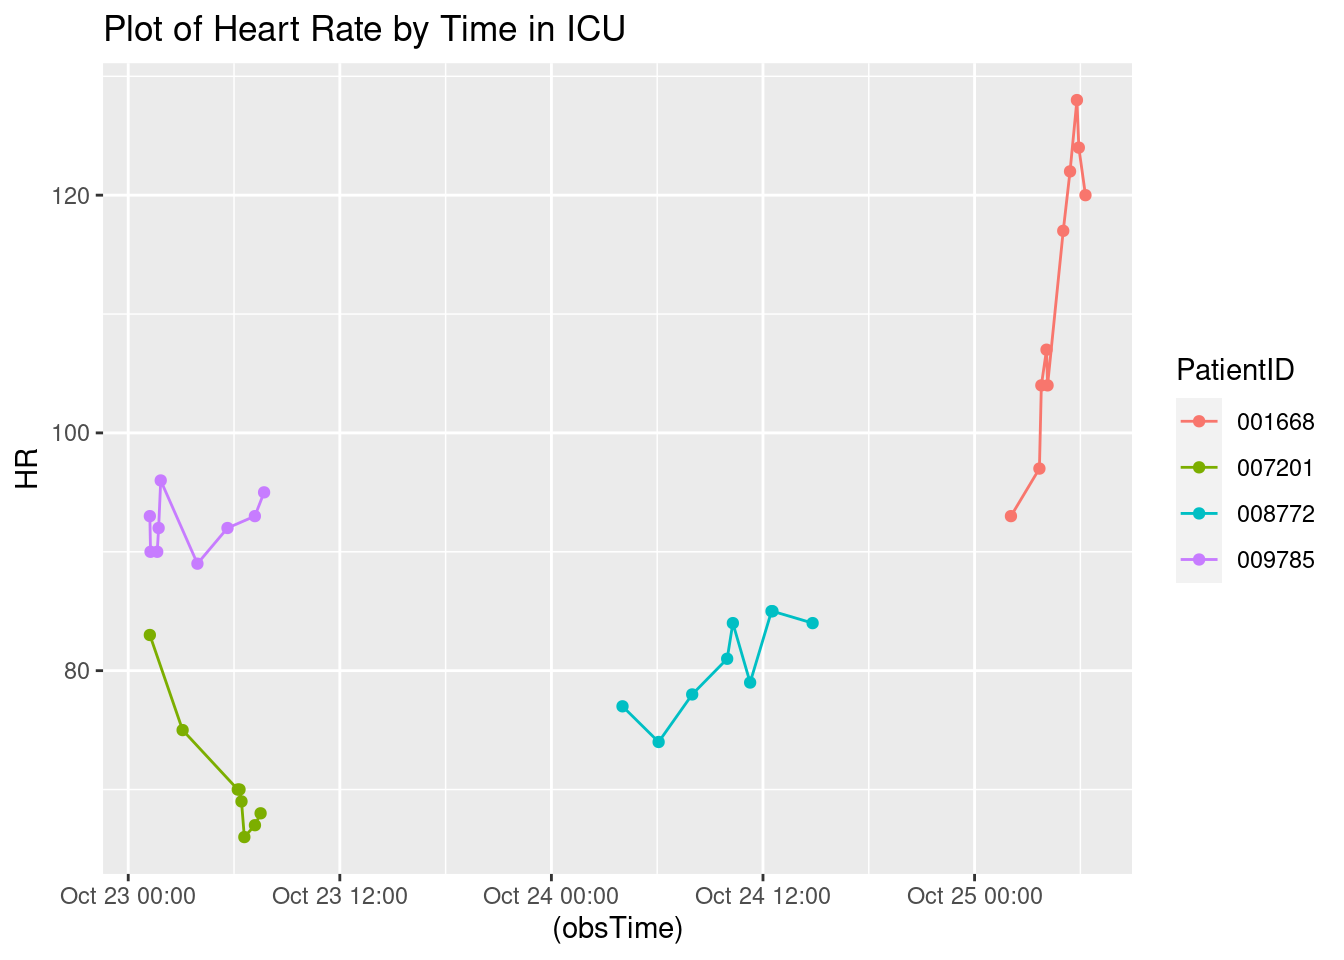 Plot of Heart Rate by Time in ICU
120
100
80
HR
Oct 23 00:00
Oct 23 12:00
Oct 24 00:00
Oct 24 12:00
Oct 25 00:00
(obsTime)
PatientID
001668
007201
008772
009785